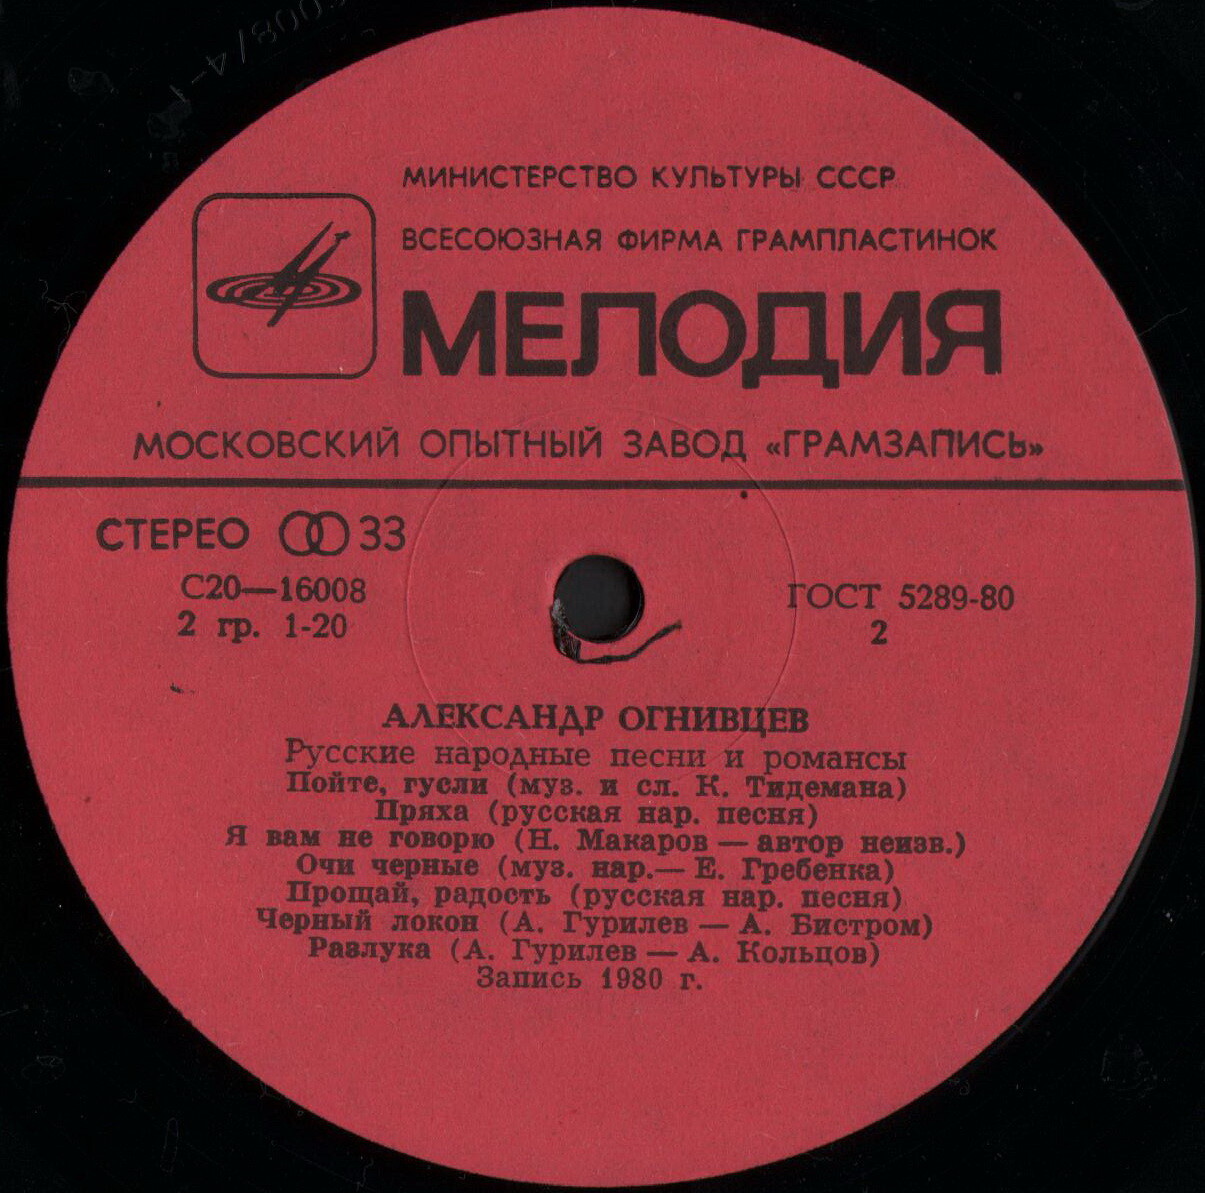 МИНИСТЕРСТВО КУЛЬТУРЫ СССР
ВСЕСОЮЗНАЯ ФИРМА ГРАМПЛАСТИНОК
МЕЛОДИЯ
МОСКОВСКИЙ ОПЫТНЫЙ ЗАВОД «ГРАМЗАПИСЬ»
СТЕРЕО 33
С20—16008
2 гр. 1-20
ГОСТ 5289-80
2
АЛЕКСАНДР ОГНИВЦЕВ
Русские народные песни и романсы
Пойте, гусли (муз. и сл. К. Тидемана)
Пряха (русская нар. песня)
Я вам не говорю (Н. Макаров — автор неизв.)
Очи черные (муз. нар.— Е. Гребенка)
Прощай, радость (русская нар. песня)
Черный локон (А. Гурилев — А. Бистром)
Разлука (А. Гурилев — А. Кольцов)
Запись 1980 г.